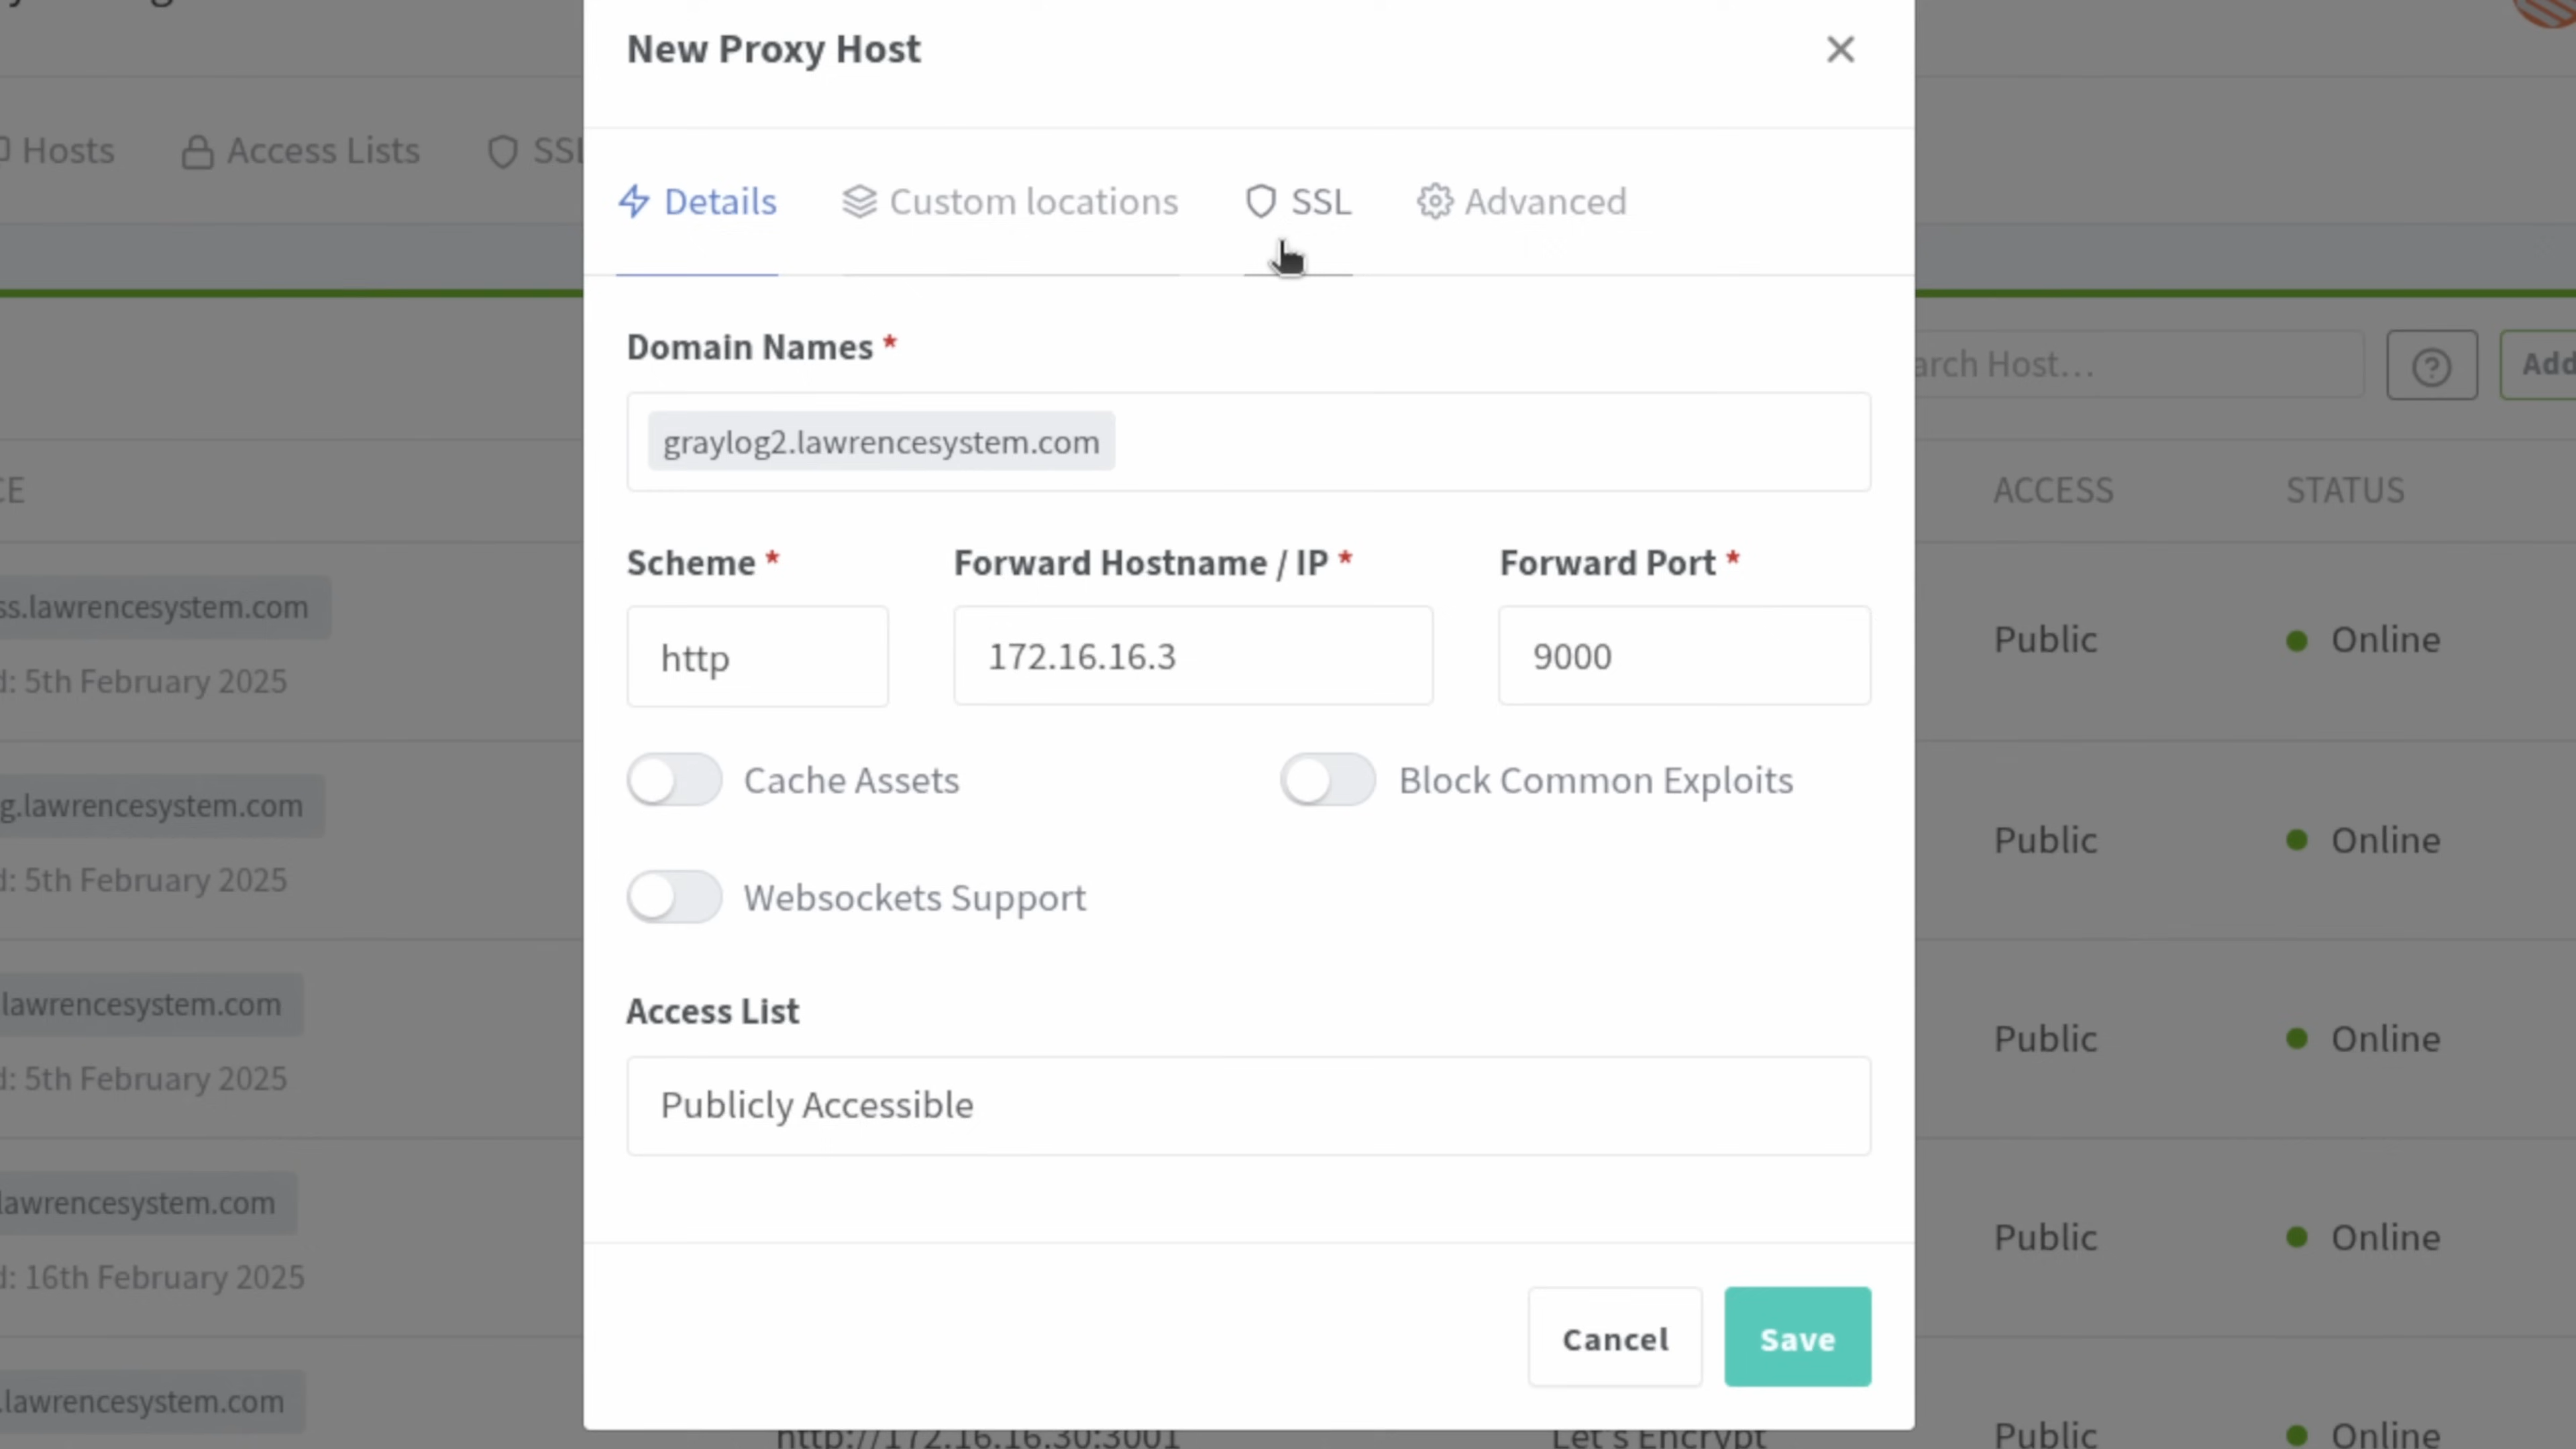 New Proxy Host
Hosts
Access Lists
SSL
Details
Custom locations
SSL
Advanced
Domain Names *
graylog2.lawrencesystem.com
arch Host...
Add
CE
ACCESS
STATUS
Scheme *
Forward Hostname / IP *
Forward Port *
http
172.16.16.3
9000
ss.lawrencesystem.com
d: 5th February 2025
Public
Online
Cache Assets
Block Common Exploits
g.lawrencesystem.com
d: 5th February 2025
Public
Online
Websockets Support
.lawrencesystem.com
d: 5th February 2025
Public
Online
Access List
Publicly Accessible
lawrencesystem.com
d: 16th February 2025
Public
Online
Cancel
Save
.lawrencesystem.com
http://172.16.16.30:3001
Let's Encrypt
Public
Online